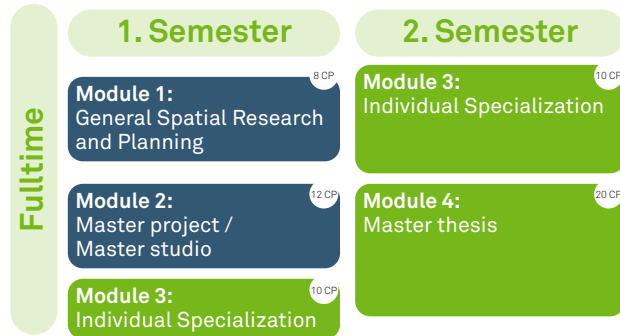 Fulltime
1. Semester
8 CP
Module 1:
General Spatial Research
and Planning
12 CP
Module 2:
Master project /
Master studio
10 CP
Module 3:
Individual Specialization
2. Semester
10 CP
Module 3:
Individual Specialization
20 CP
Module 4:
Master thesis